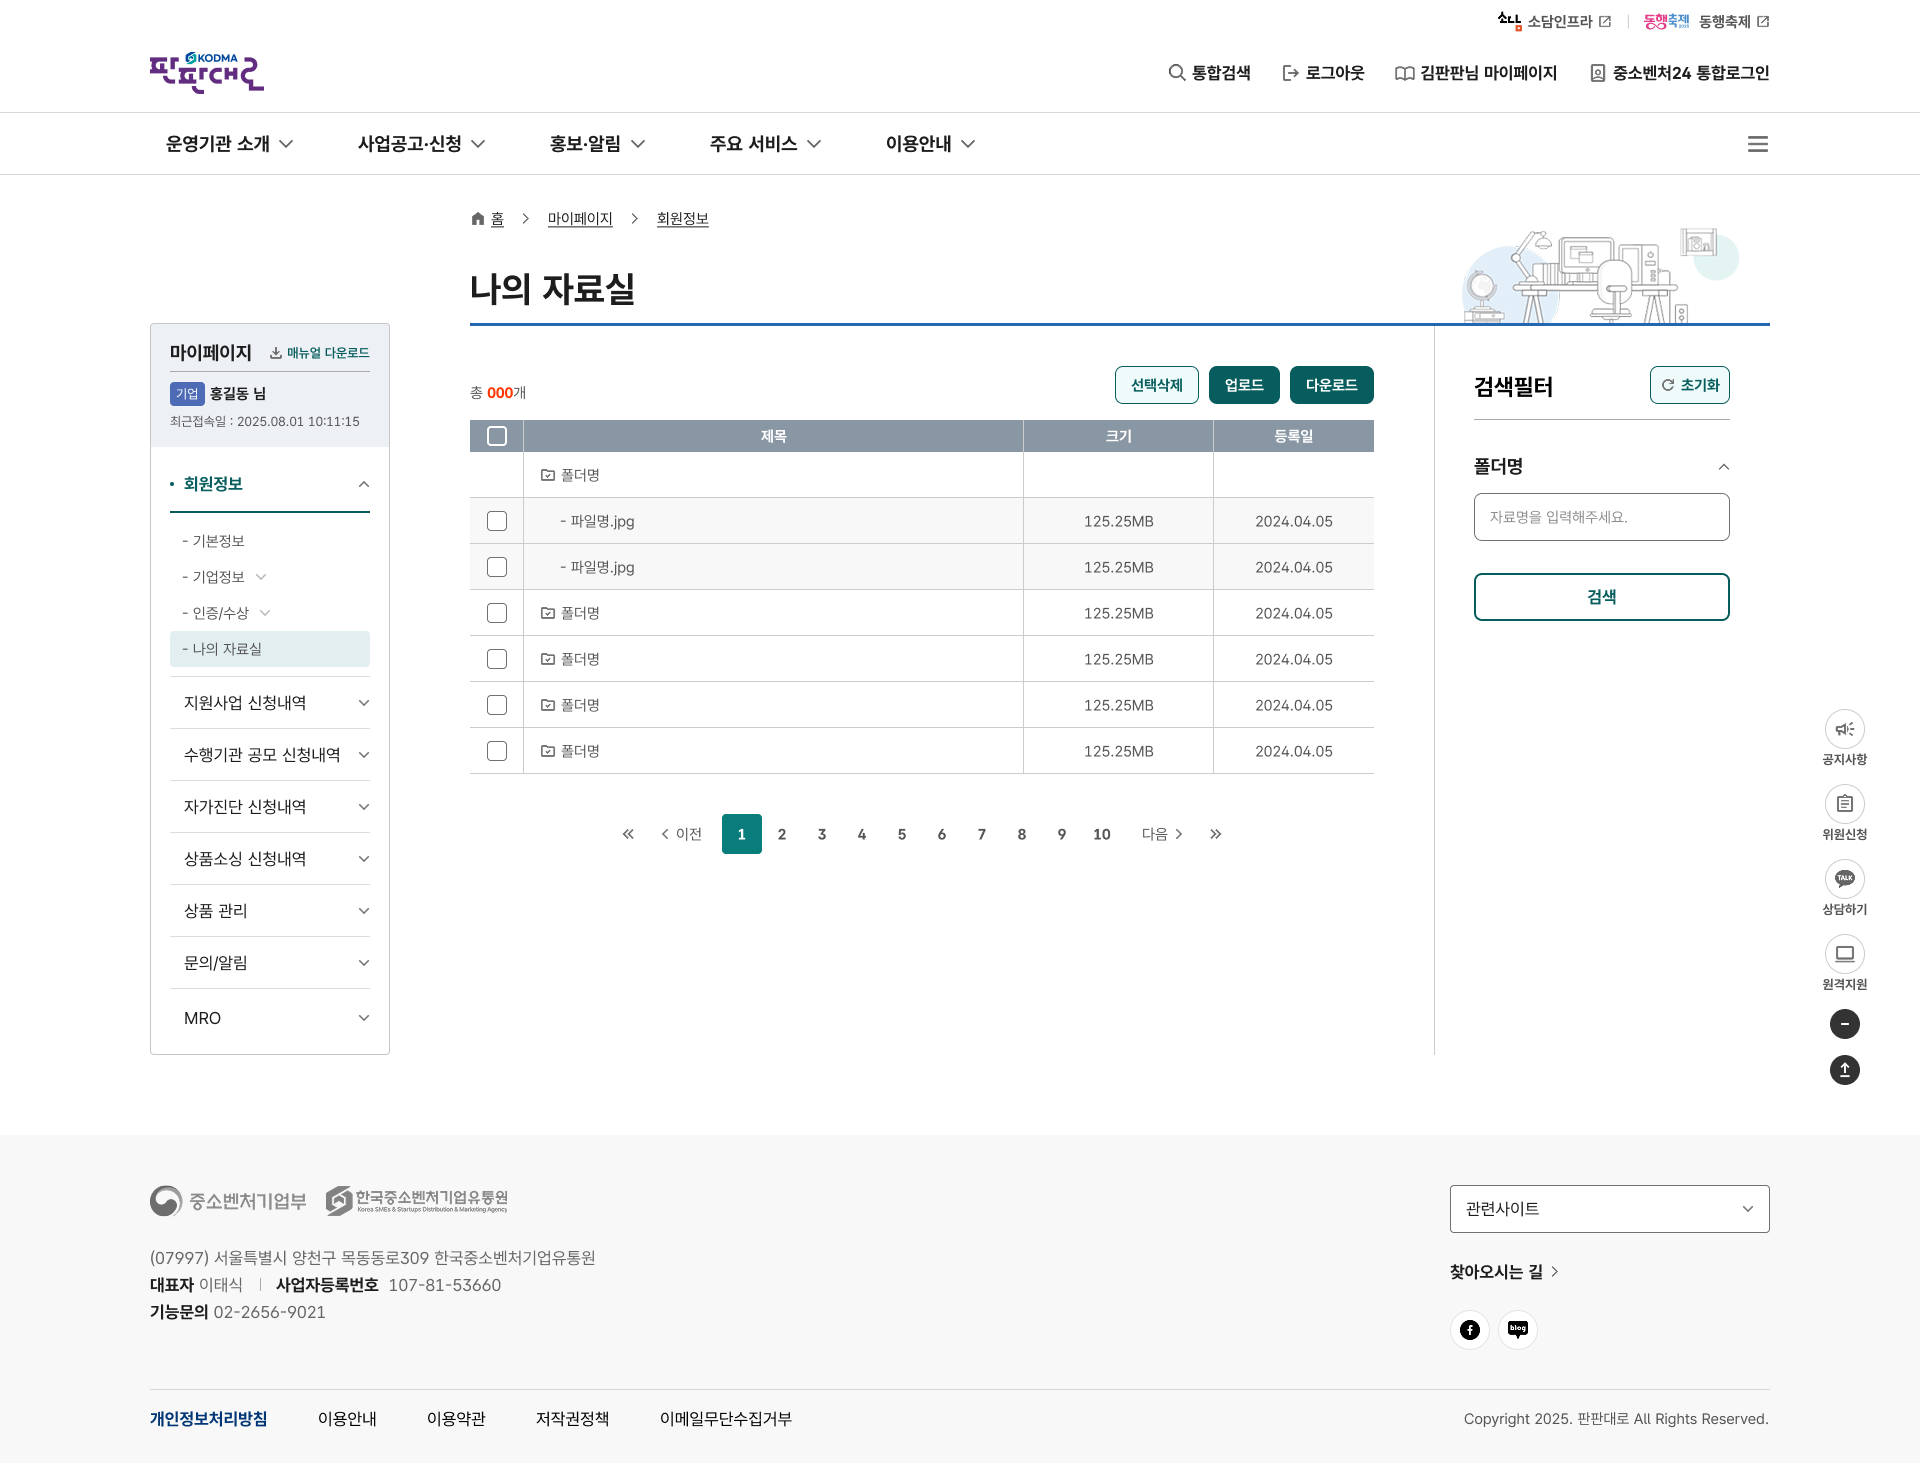 소담인프라
동행축제 2025 동행축제
KODMA
판판대로
통합검색
로그아웃
김판판님 마이페이지
중소벤처24 통합로그인
운영기관 소개
사업공고·신청
홍보·알림
주요 서비스
이용안내
홈
마이페이지
회원정보
나의 자료실
마이페이지
매뉴얼 다운로드
기업 홍길동 님
최근접속일 : 2025.08.01 10:11:15
회원정보
- 기본정보
- 기업정보
- 인증/수상
- 나의 자료실
지원사업 신청내역
수행기관 공모 신청내역
자가진단 신청내역
상품소싱 신청내역
상품 관리
문의/알림
MRO
총 000개
선택삭제
업로드
다운로드
제목 크기 등록일
폴더명
- 파일명.jpg 125.25MB 2024.04.05
- 파일명.jpg 125.25MB 2024.04.05
폴더명 125.25MB 2024.04.05
폴더명 125.25MB 2024.04.05
폴더명 125.25MB 2024.04.05
폴더명 125.25MB 2024.04.05
이전 1 2 3 4 5 6 7 8 9 10 다음
검색필터
초기화
폴더명
자료명을 입력해주세요.
검색
공지사항
위원신청
TALK
상담하기
원격지원
중소벤처기업부
한국중소벤처기업유통원
Korea SMEs & Startups Distribution & Marketing Agency
(07997) 서울특별시 양천구 목동동로309 한국중소벤처기업유통원
대표자 이태식 사업자등록번호 107-81-53660
기능문의 02-2656-9021
관련사이트
찾아오시는 길
blog
개인정보처리방침
이용안내
이용약관
저작권정책
이메일무단수집거부
Copyright 2025. 판판대로 All Rights Reserved.